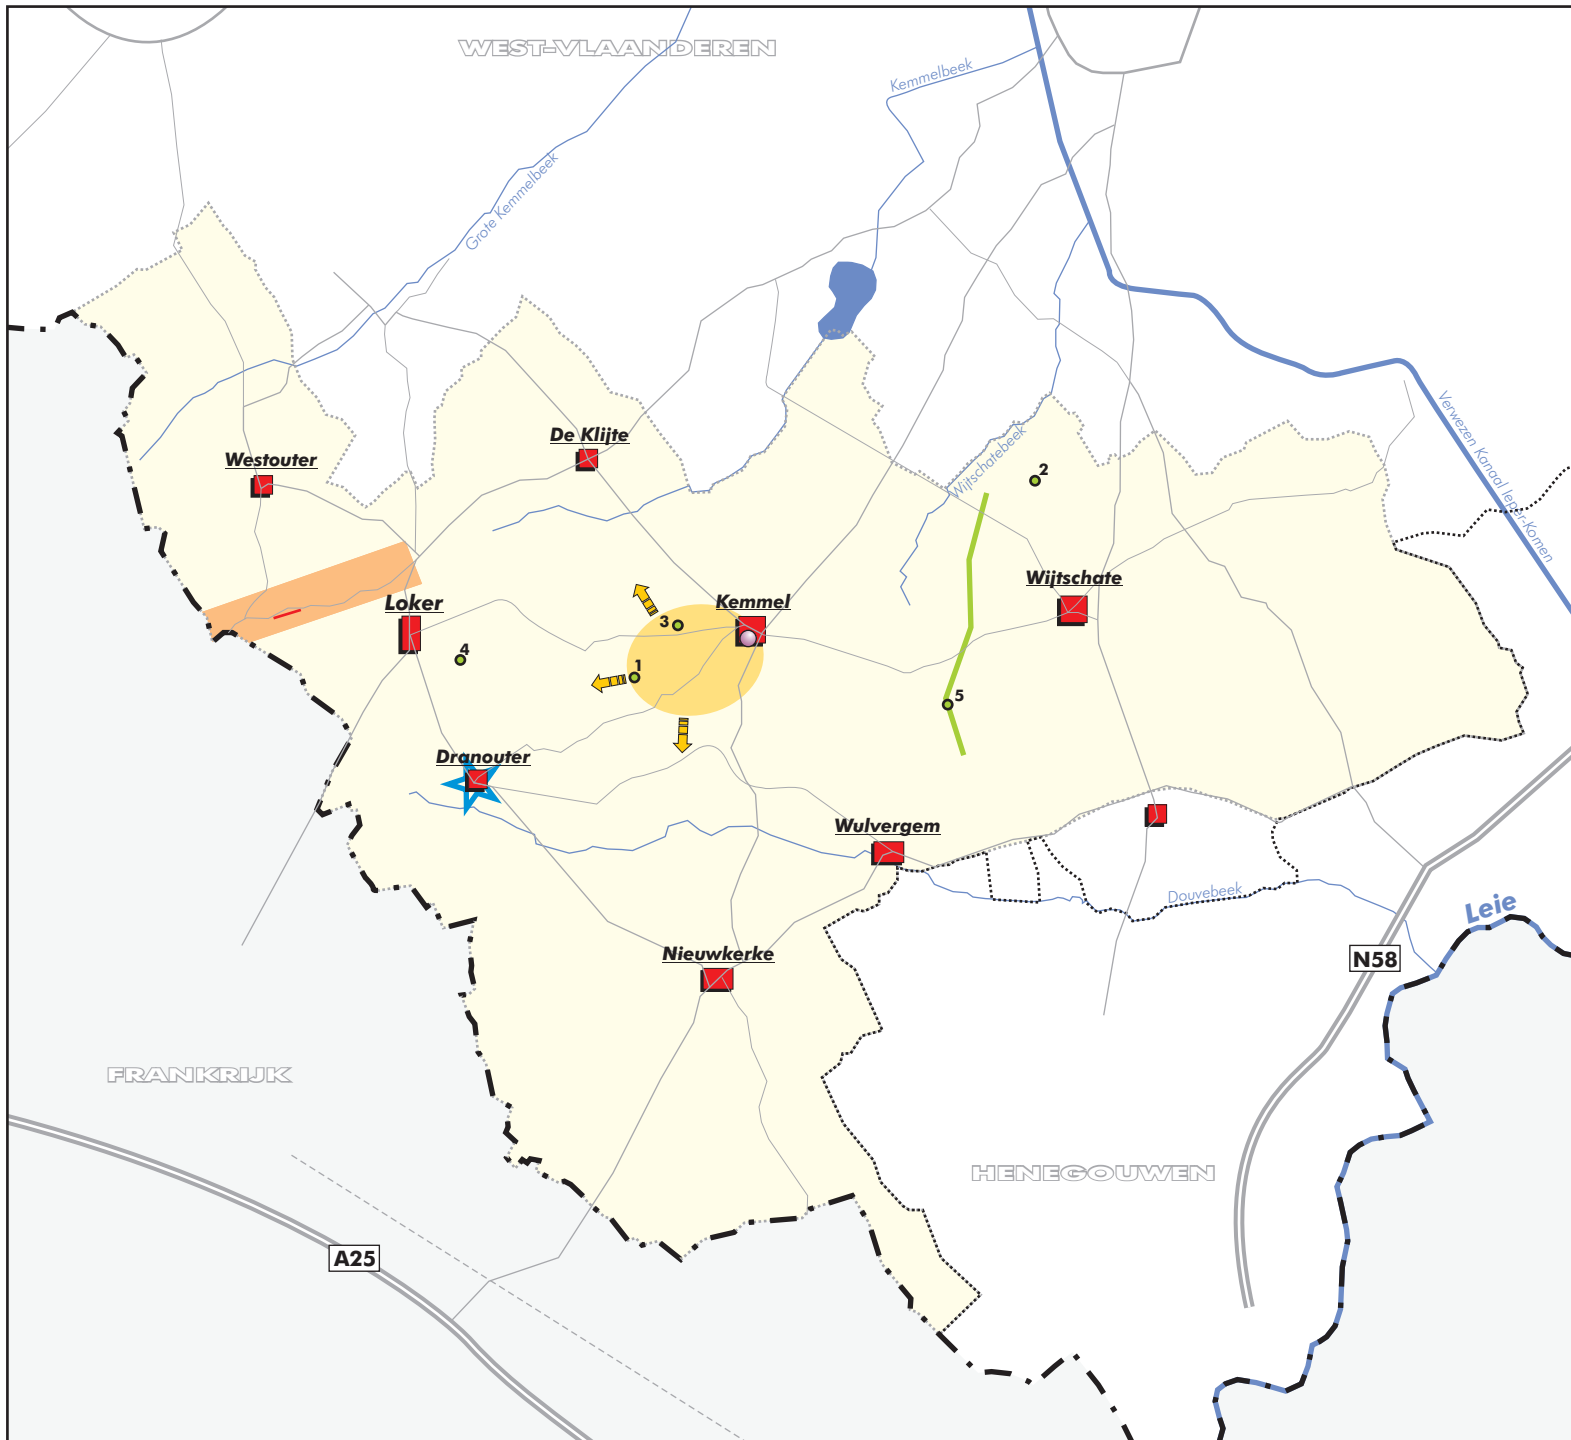 WEST-VLAANDEREN
Kemmelbeek
Grote Kemmelbeek
Verwezen Kanaal Ieper-Komen
De Klijte
Westouter
Wijtschatebeek
2
Wijtschate
Kemmel
Loker
3
4
1
5
Dranouter
Wulvergem
Douvebeek
Leie
Nieuwkerke
N58
FRANKRIJK
HENEGOUWEN
A25